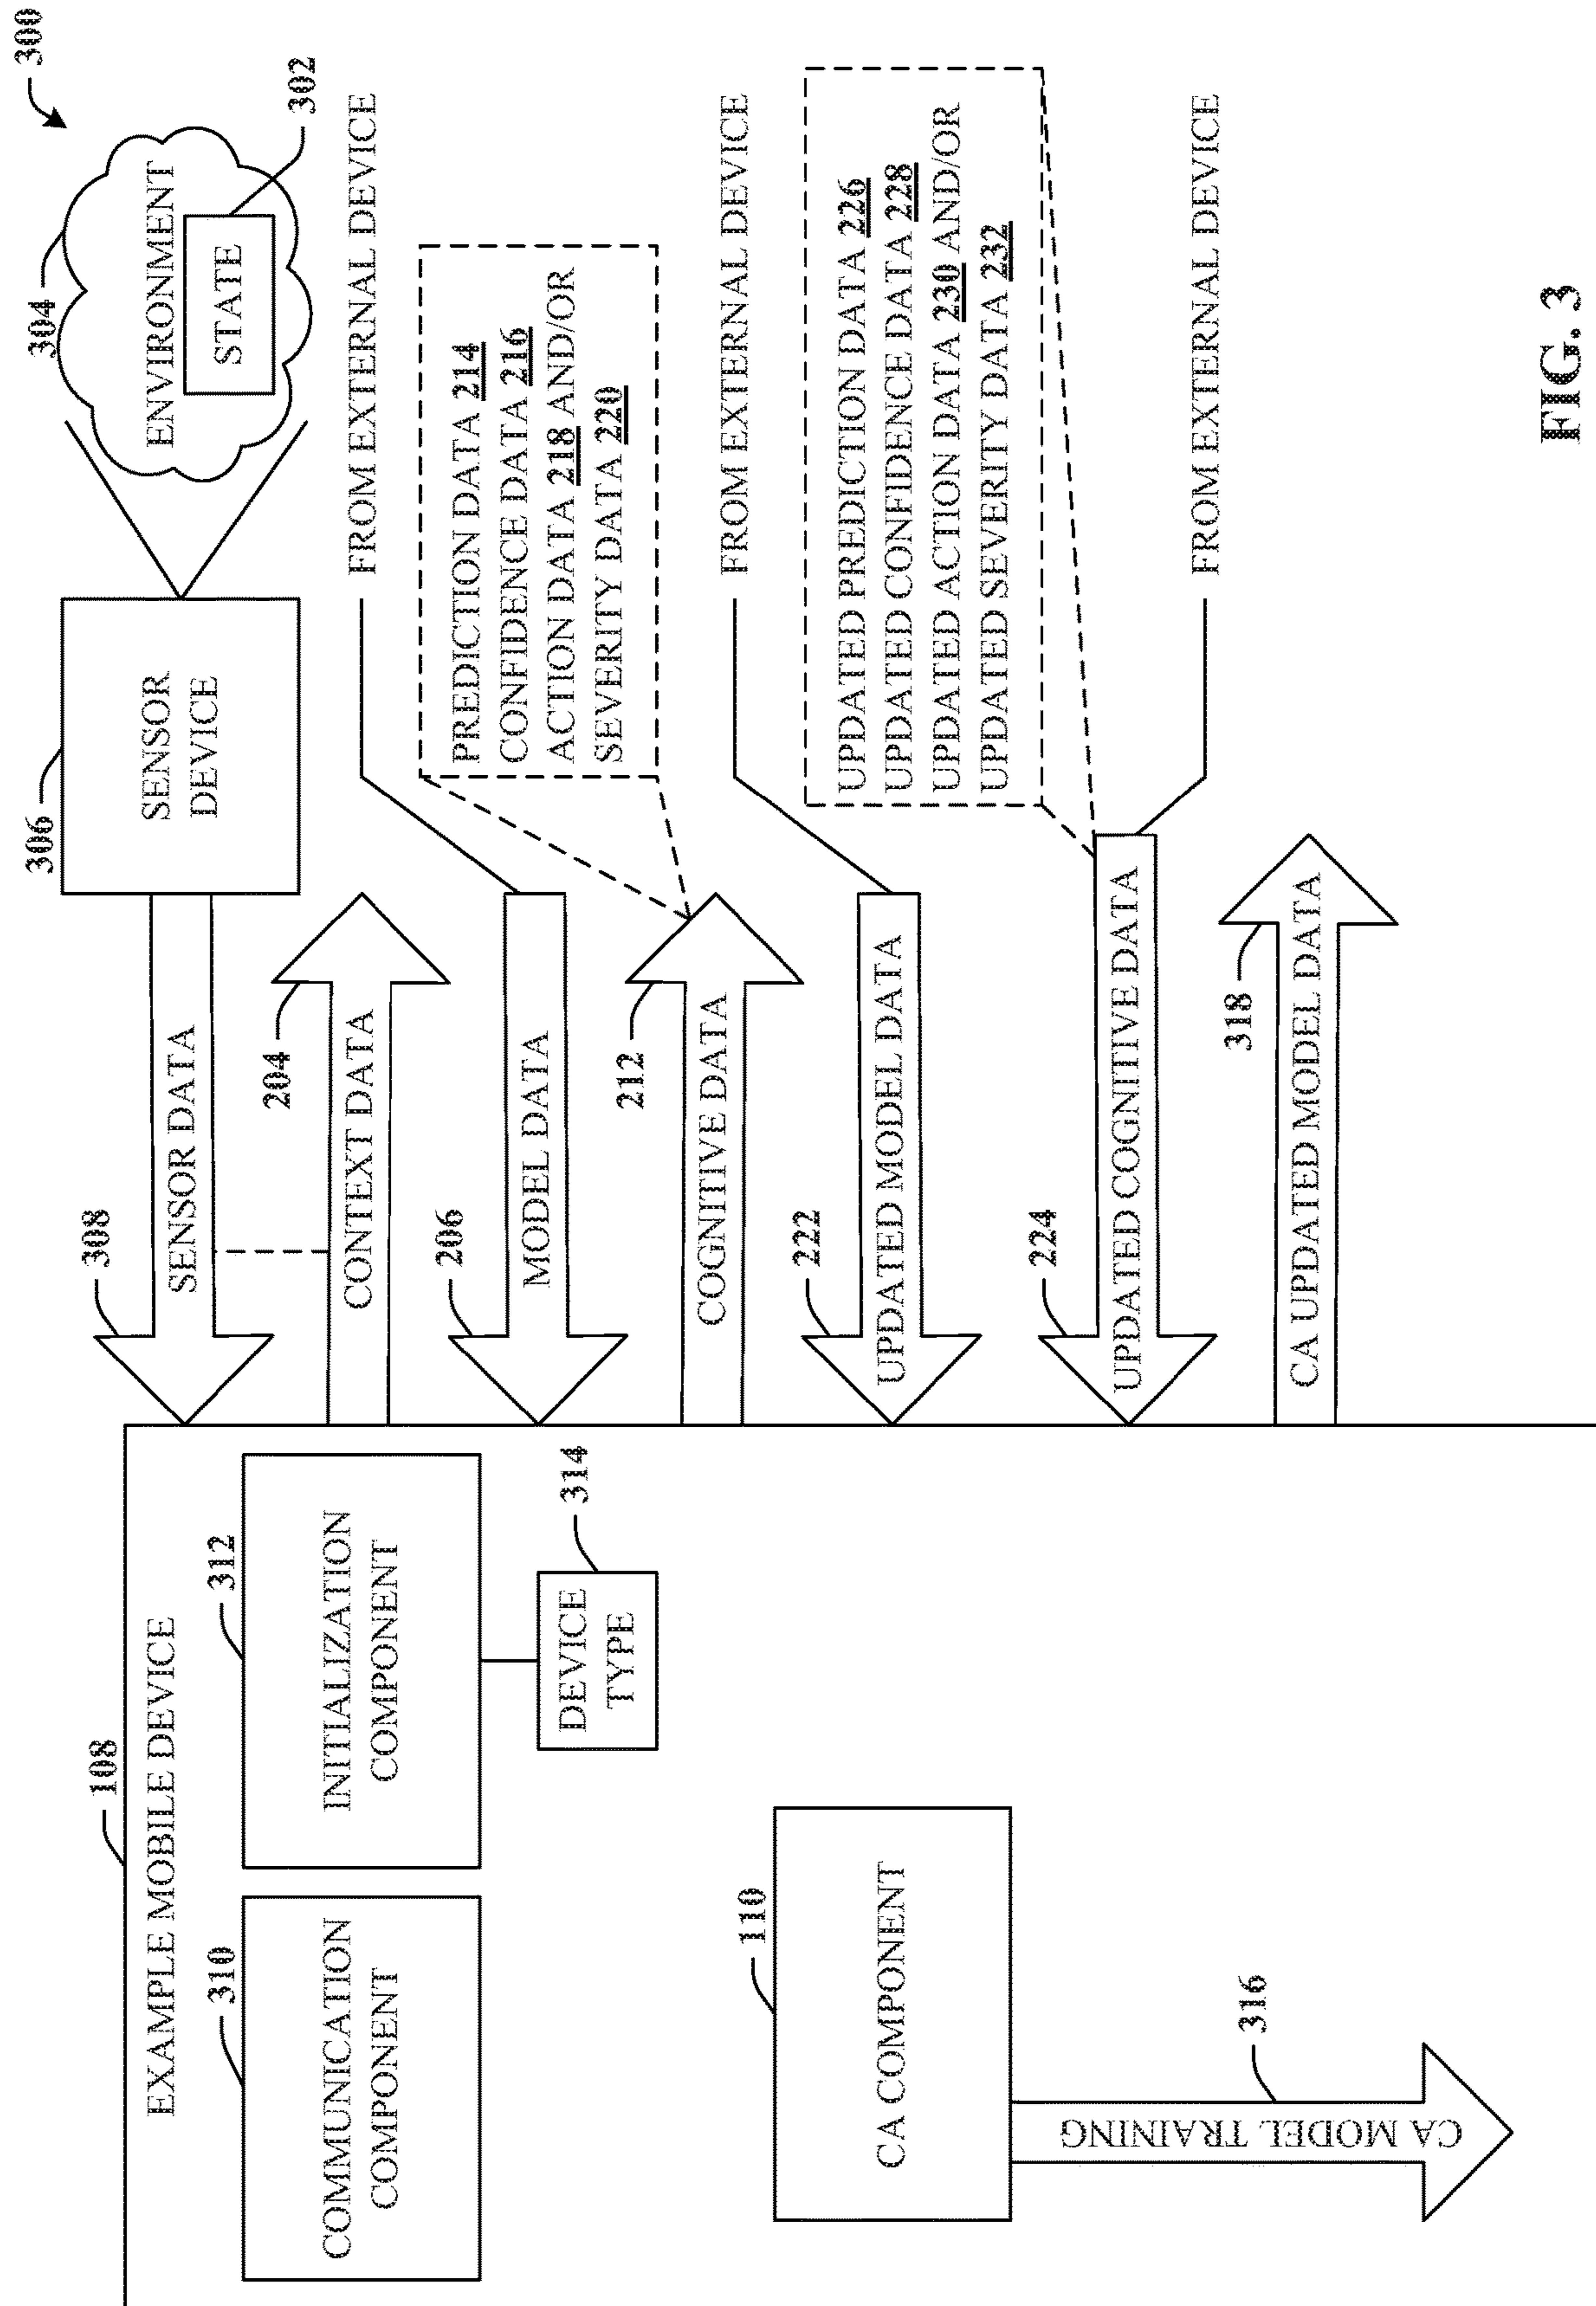 300
304
ENVIRONMENT
STATE
302
306
SENSOR
DEVICE
308
SENSOR DATA
204
CONTEXT DATA
FROM EXTERNAL DEVICE
206
MODEL DATA
PREDICTION DATA 214
CONFIDENCE DATA 216
ACTION DATA 218 AND/OR
SEVERITY DATA 220
212
COGNITIVE DATA
FROM EXTERNAL DEVICE
222
UPDATED MODEL DATA
UPDATED PREDICTION DATA 226
UPDATED CONFIDENCE DATA 228
UPDATED ACTION DATA 230 AND/OR
UPDATED SEVERITY DATA 232
224
UPDATED COGNITIVE DATA
FROM EXTERNAL DEVICE
318
CA UPDATED MODEL DATA
108
EXAMPLE MOBILE DEVICE
310
COMMUNICATION
COMPONENT
312
INITIALIZATION
COMPONENT
314
DEVICE
TYPE
110
CA COMPONENT
316
CA MODEL TRAINING
FIG. 3